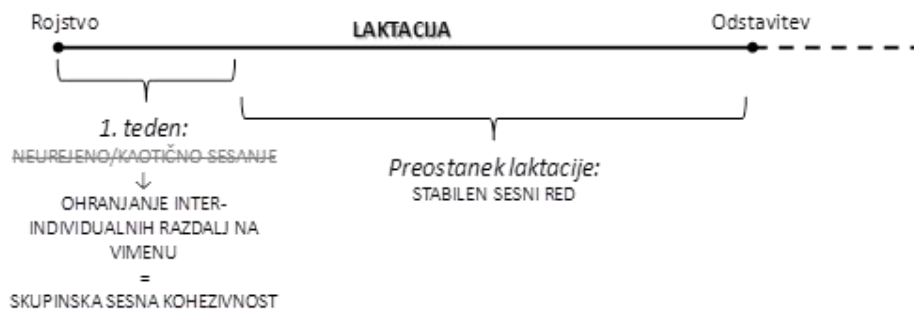 Rojstvo
LAKTACIJA
Odstavitev
1. teden:
NEUREJENO/KAOTIČNO SESANJE
↓
OHRANJANJE INTER-
INDIVIDUALNIH RAZDALJ NA
VIMENU
=
SKUPINSKA SESNA KOHEZIVNOST
Preostanek laktacije:
STABILEN SESNI RED